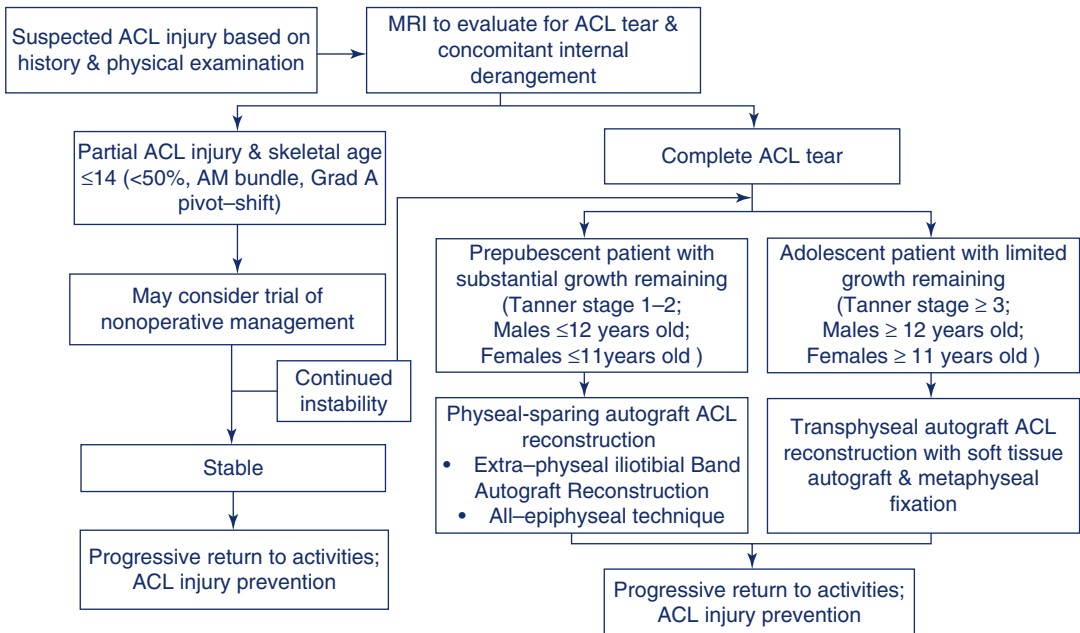 Suspected ACL injury based on
history & physical examination
MRI to evaluate for ACL tear &
concomitant internal
derangement
Partial ACL injury & skeletal age
≤14 (<50%, AM bundle, Grad A
pivot–shift)
Complete ACL tear
May consider trial of
nonoperative management
Prepubescent patient with
substantial growth remaining
(Tanner stage 1–2;
Males ≤12 years old;
Females ≤11years old )
Adolescent patient with limited
growth remaining
(Tanner stage ≥ 3;
Males ≥ 12 years old;
Females ≥ 11 years old )
Continued
instability
Stable
Physeal-sparing autograft ACL
reconstruction
• Extra–physeal iliotibial Band
Autograft Reconstruction
• All–epiphyseal technique
Transphyseal autograft ACL
reconstruction with soft tissue
autograft & metaphyseal
fixation
Progressive return to activities;
ACL injury prevention
Progressive return to activities;
ACL injury prevention